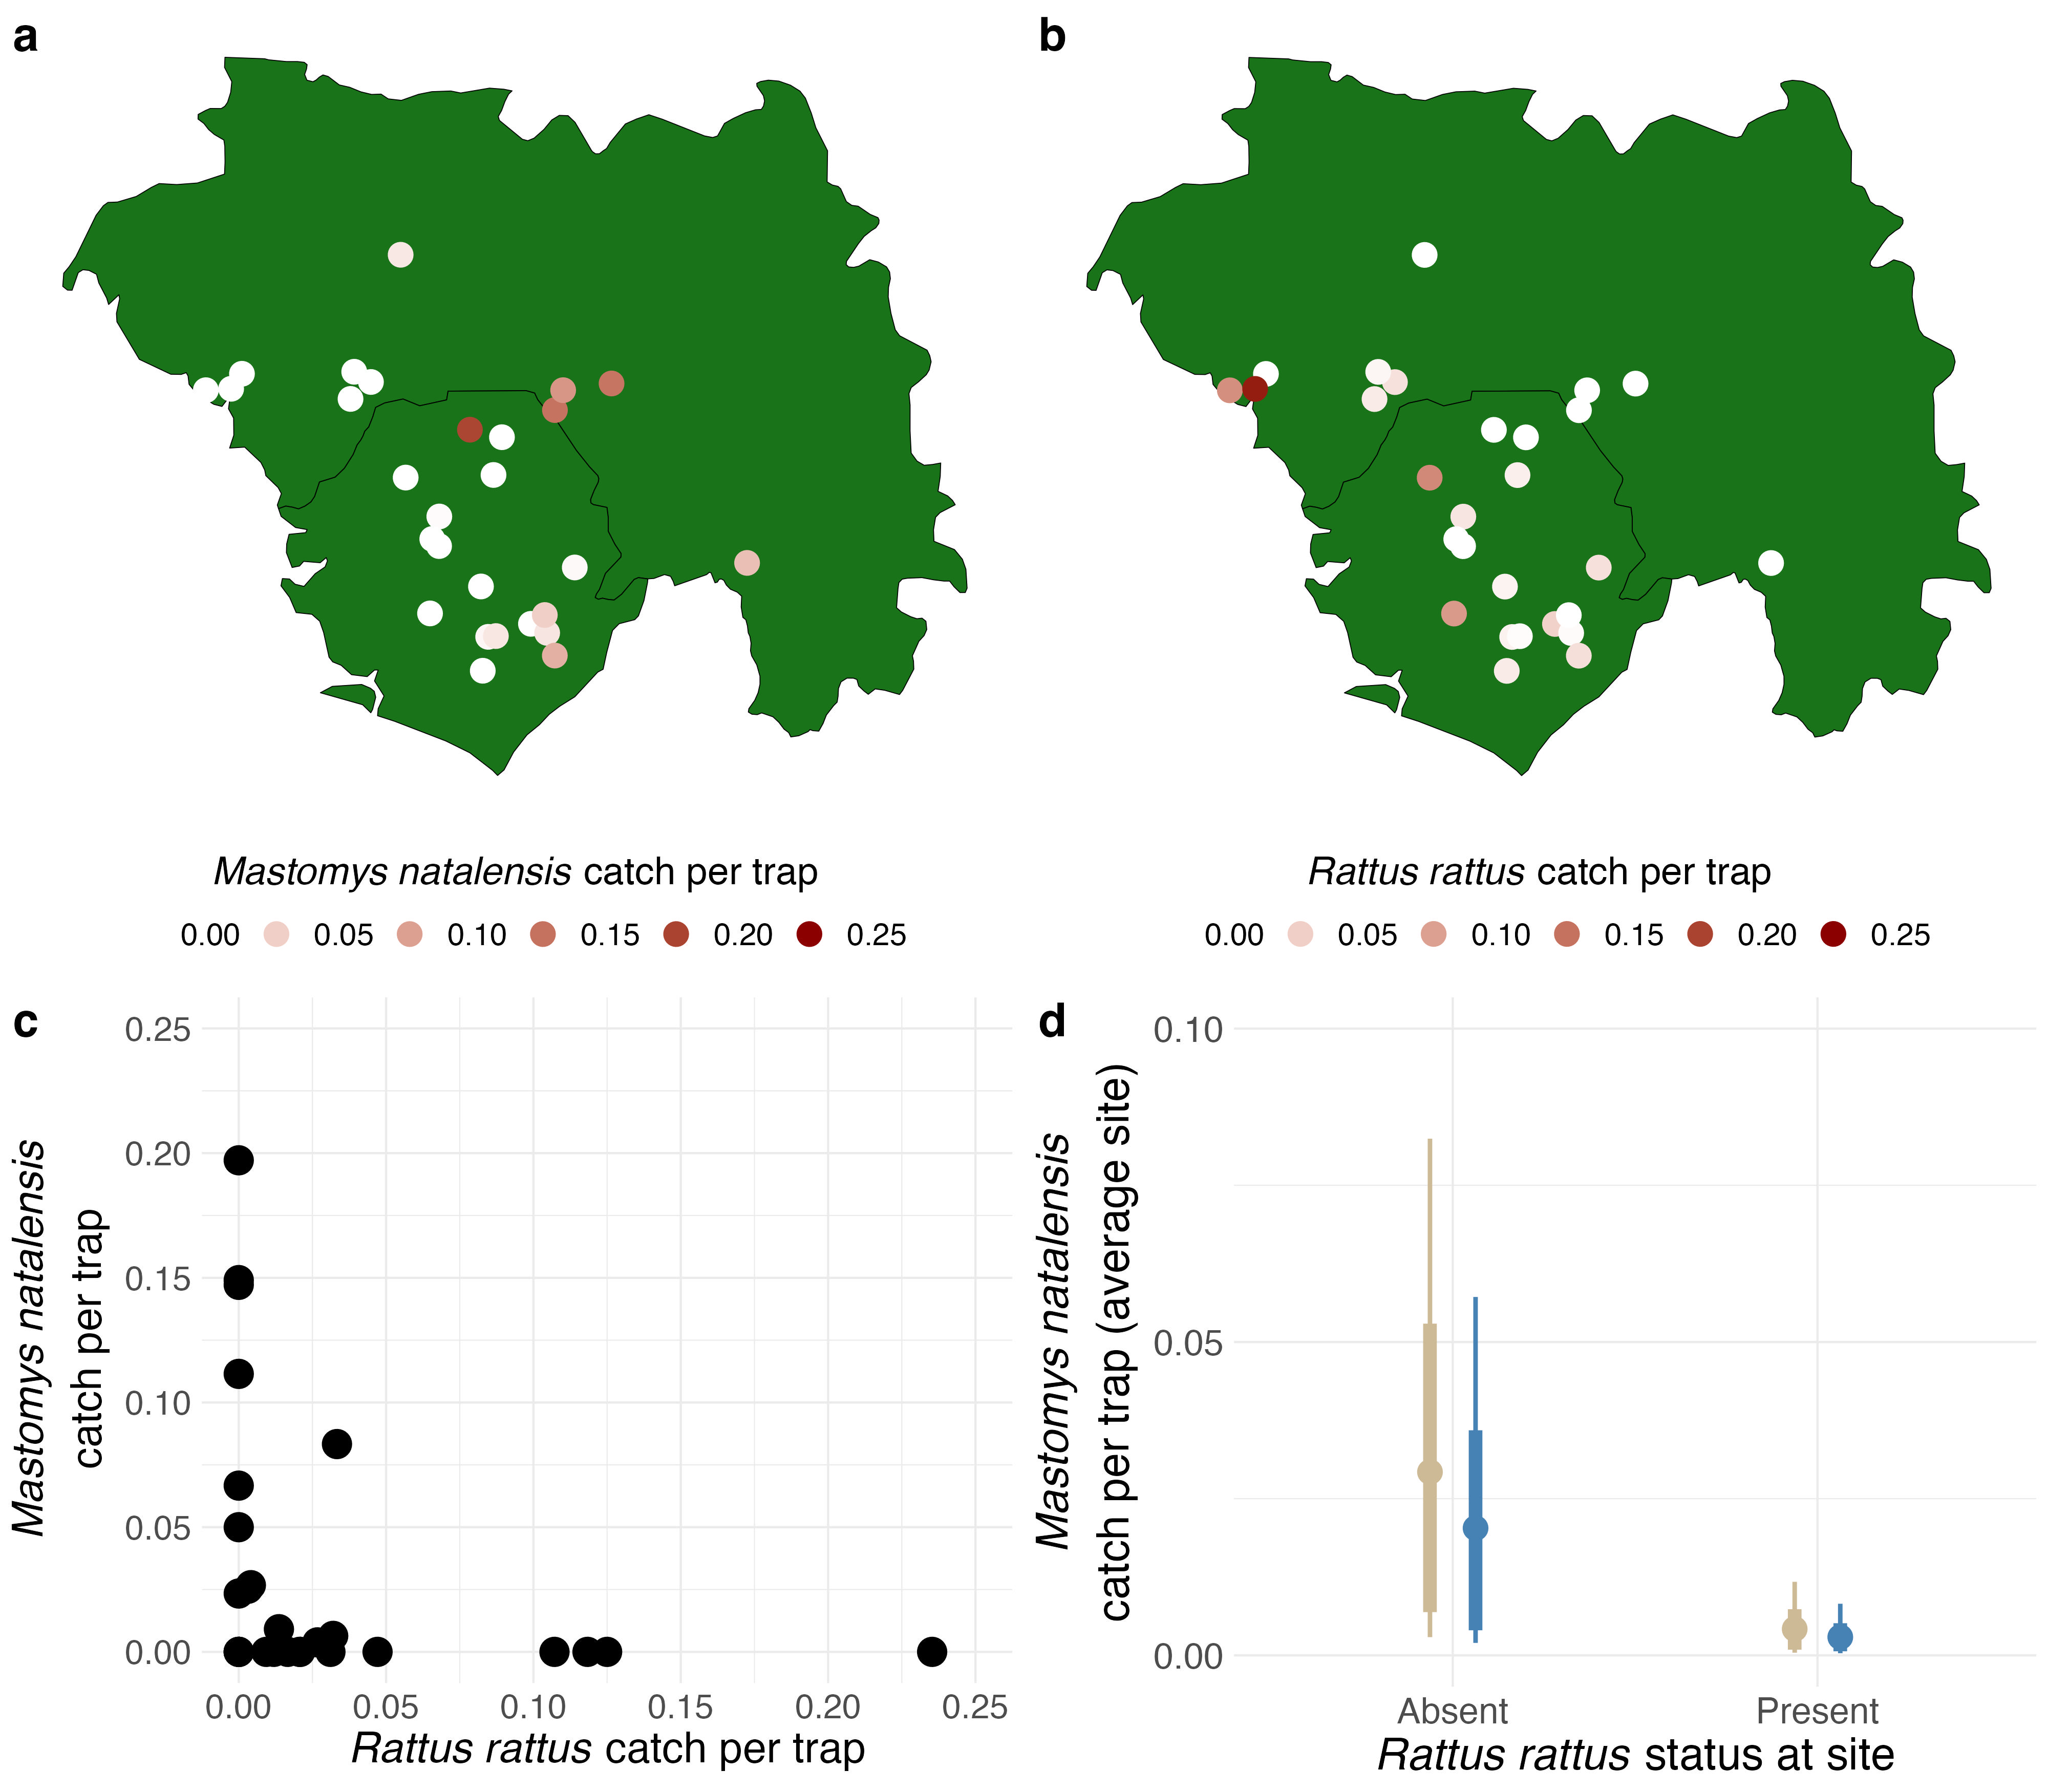 a
b
Mastomys natalensis catch per trap
0.00 0.05 0.10 0.15 0.20 0.25
Rattus rattus catch per trap
0.00 0.05 0.10 0.15 0.20 0.25
c
Mastomys natalensis
catch per trap
0.25
0.20
0.15
0.10
0.05
0.00
0.00 0.05 0.10 0.15 0.20 0.25
Rattus rattus catch per trap
d
Mastomys natalensis
catch per trap (average site)
0.10
0.05
0.00
Absent Present
Rattus rattus status at site